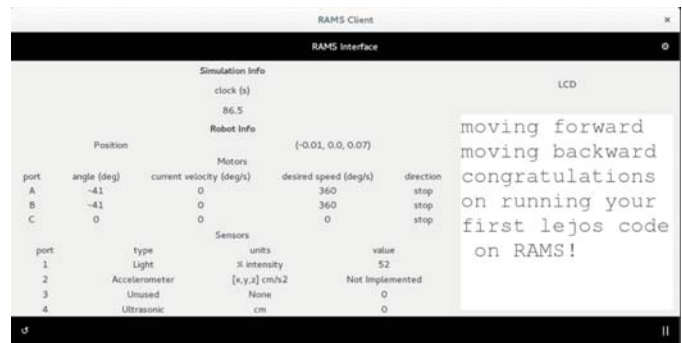 RAMS Client
RAMS Interface
Simulation Info
clock (s)
86.5
Robot Info
Position (-0.01, 0.0, 0.07)
Motors
port angle (deg) current velocity (deg/s) desired speed (deg/s) direction
A -41 0 360 stop
B -41 0 360 stop
C 0 0 0 stop
Sensors
port type units value
1 Light % intensity 52
2 Accelerometer [x,y,z] cm/s2 Not Implemented
3 Unused None 0
4 Ultrasonic cm 0
LCD
moving forward
moving backward
congratulations
on running your
first lejos code
on RAMS!